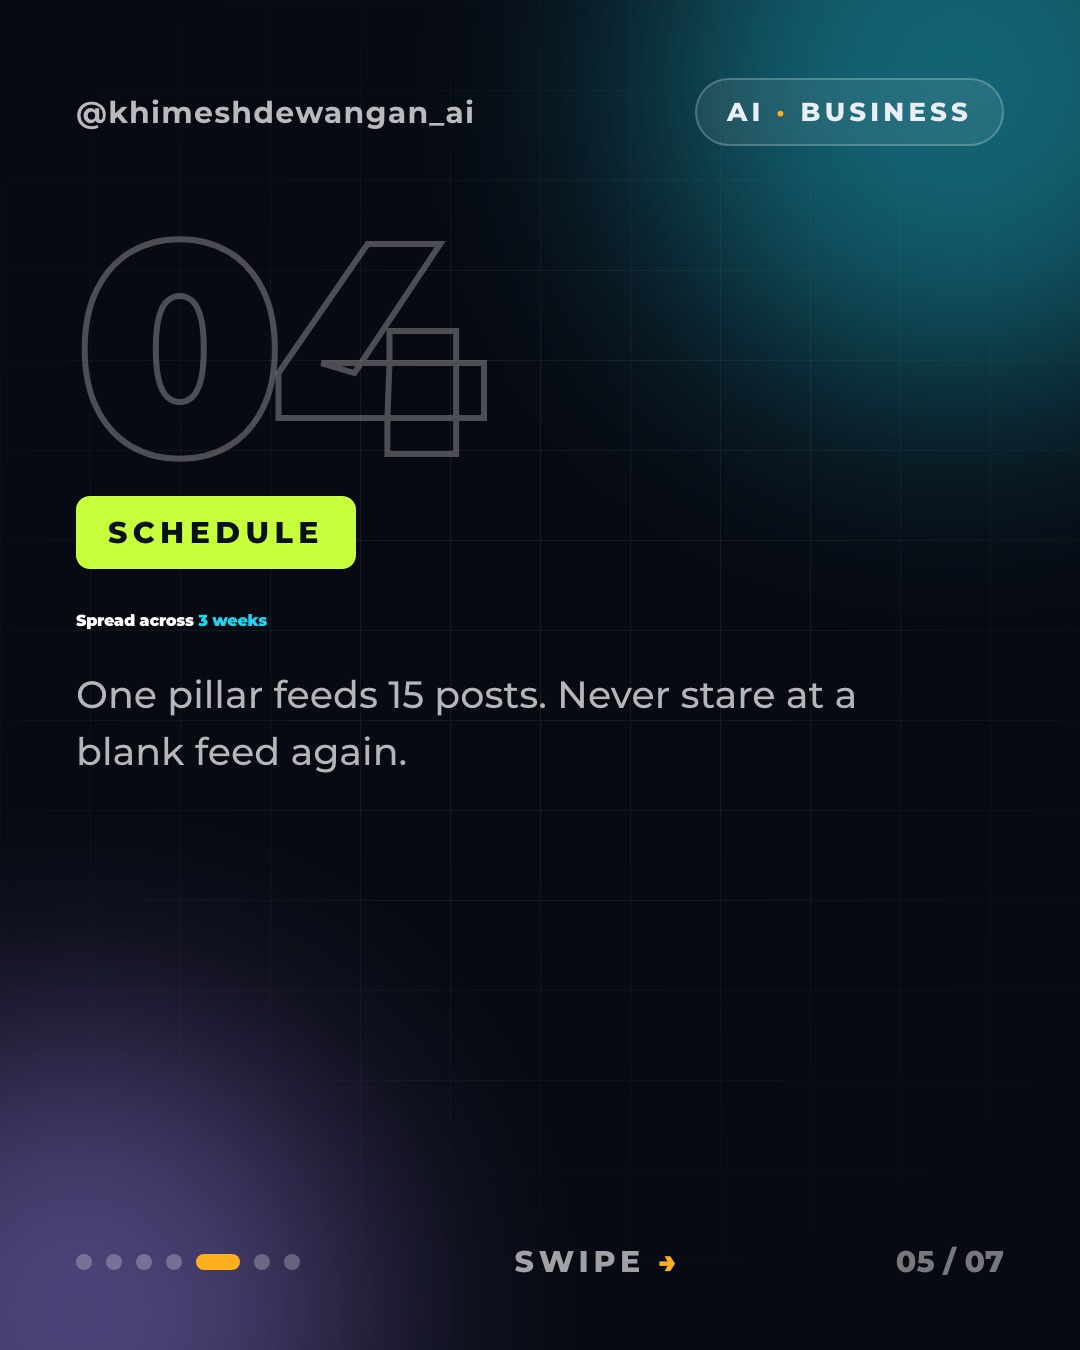 @khimeshdewangan_ai
AI • BUSINESS
04
SCHEDULE
Spread across 3 weeks
One pillar feeds 15 posts. Never stare at a
blank feed again.
SWIPE →
05 / 07